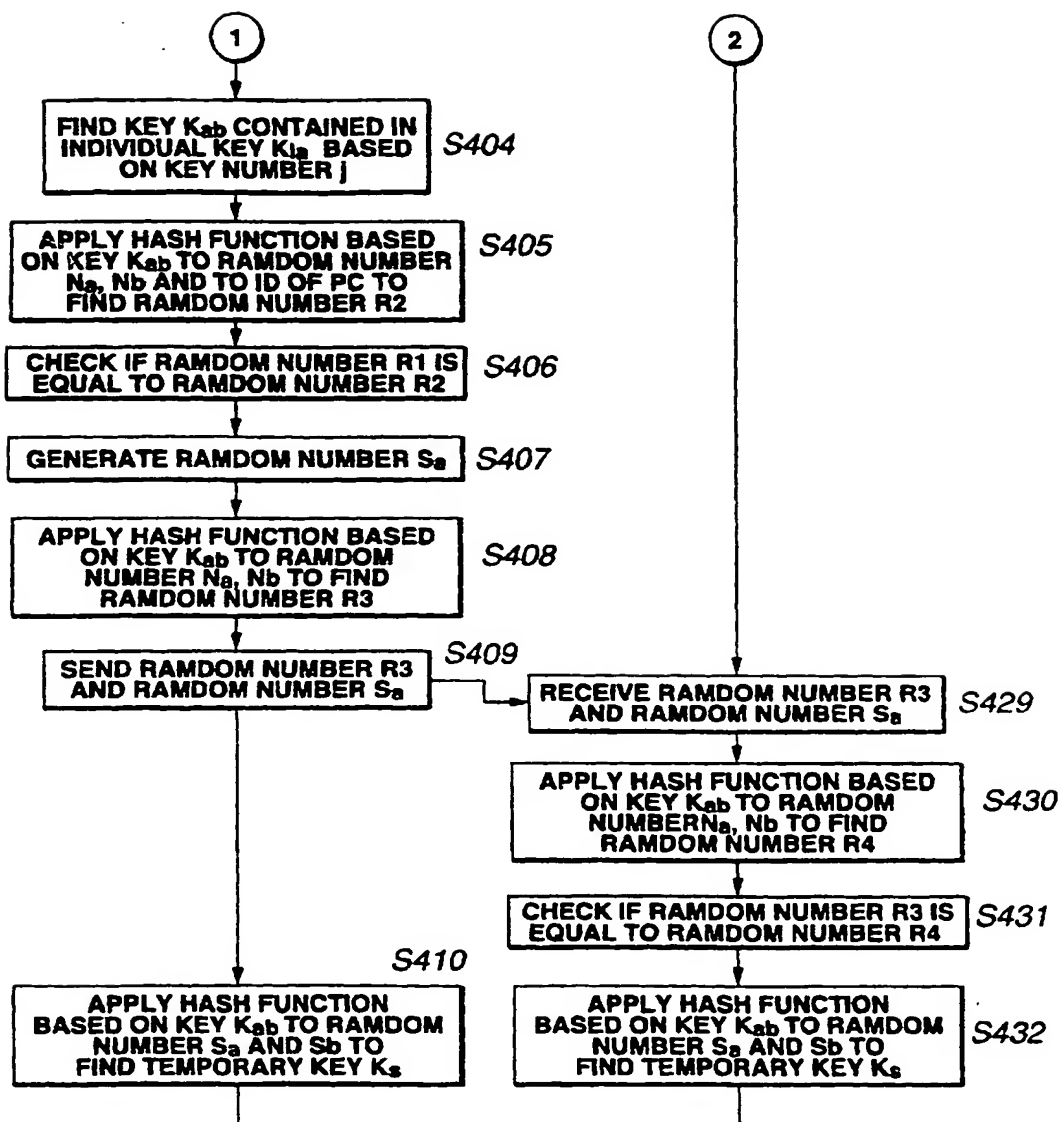 1
2
FIND KEY Kab CONTAINED IN
INDIVIDUAL KEY KIa BASED
ON KEY NUMBER j
S404
APPLY HASH FUNCTION BASED
ON KEY Kab TO RAMDOM NUMBER
Na, Nb AND TO ID OF PC TO
FIND RAMDOM NUMBER R2
S405
CHECK IF RAMDOM NUMBER R1 IS
EQUAL TO RAMDOM NUMBER R2
S406
GENERATE RAMDOM NUMBER Sa
S407
APPLY HASH FUNCTION BASED
ON KEY Kab TO RAMDOM
NUMBER Na, Nb TO FIND
RAMDOM NUMBER R3
S408
SEND RAMDOM NUMBER R3
AND RAMDOM NUMBER Sa
S409
RECEIVE RAMDOM NUMBER R3
AND RAMDOM NUMBER Sa
S429
APPLY HASH FUNCTION BASED
ON KEY Kab TO RAMDOM
NUMBERNa, Nb TO FIND
RAMDOM NUMBER R4
S430
CHECK IF RAMDOM NUMBER R3 IS
EQUAL TO RAMDOM NUMBER R4
S431
S410
APPLY HASH FUNCTION
BASED ON KEY Kab TO RAMDOM
NUMBER Sa AND Sb TO
FIND TEMPORARY KEY Ks
APPLY HASH FUNCTION
BASED ON KEY Kab TO RAMDOM
NUMBER Sa AND Sb TO
FIND TEMPORARY KEY Ks
S432